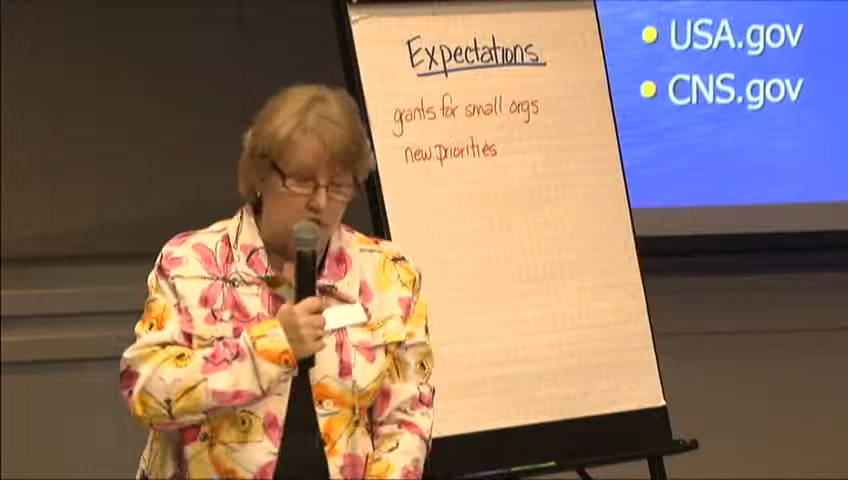 Expectations
grants for small orgs
new priorities
USA.gov
CNS.gov